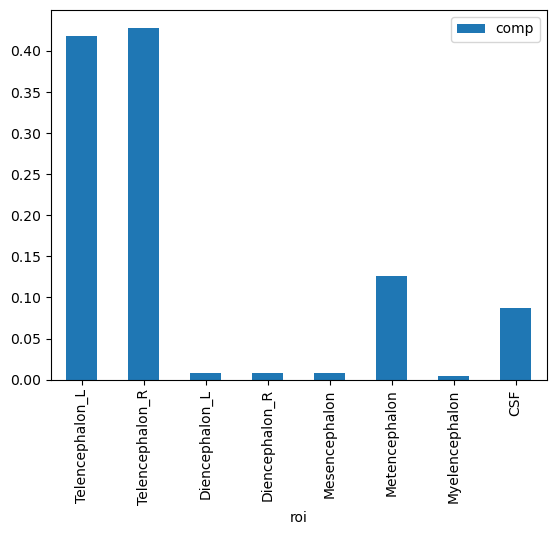 comp
0.40
0.35
0.30
0.25
0.20
0.15
0.10
0.05
0.00
Telencephalon_L
Telencephalon_R
Diencephalon_L
Diencephalon_R
Mesencephalon
Metencephalon
Myelencephalon
CSF
roi